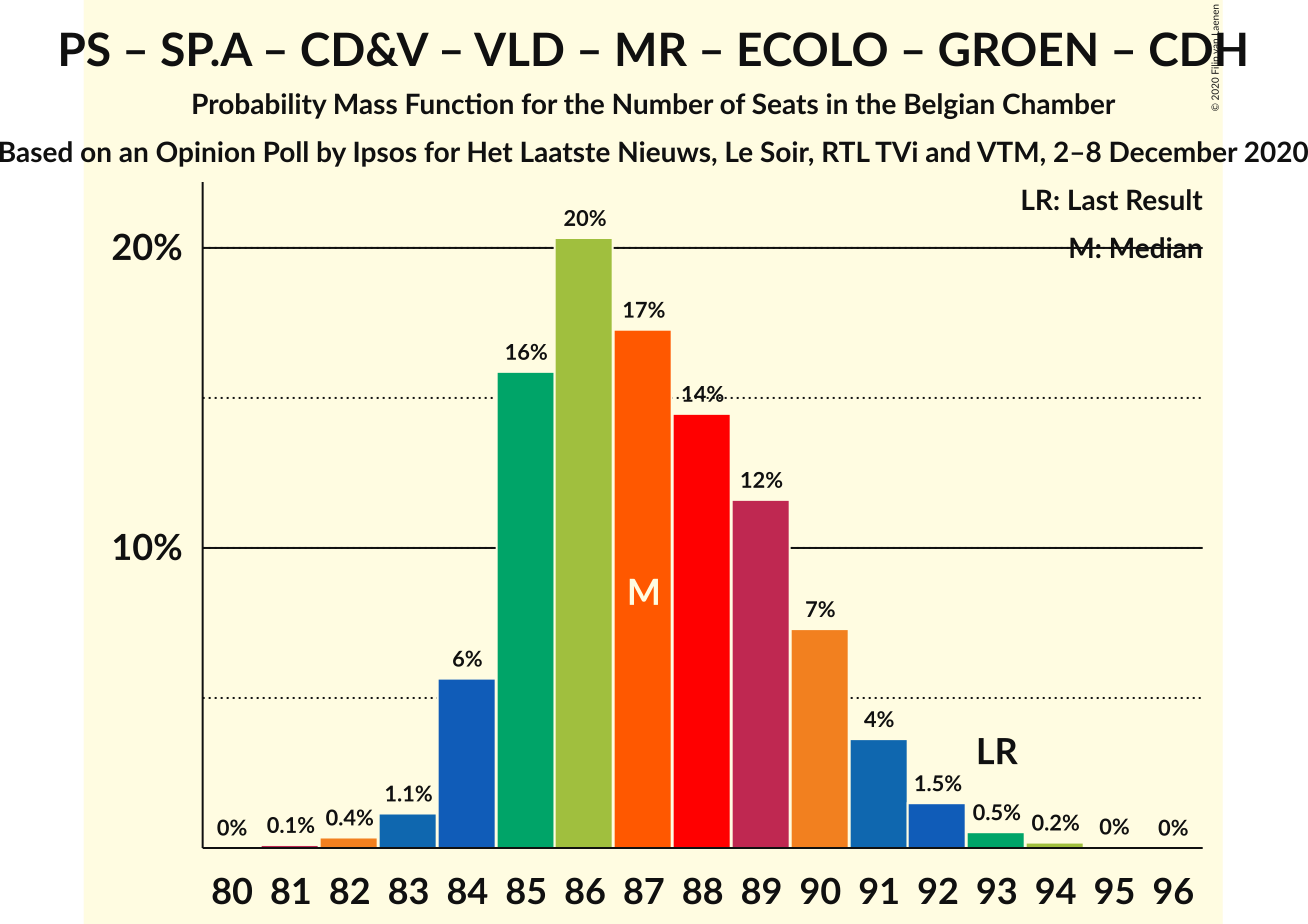 PS – SP.A – CD&V – VLD – MR – ECOLO – GROEN – CDH
© 2020 Filip van Laenen
Probability Mass Function for the Number of Seats in the Belgian Chamber
Based on an Opinion Poll by Ipsos for Het Laatste Nieuws, Le Soir, RTL TVi and VTM, 2–8 December 2020
LR: Last Result
M: Median
20%
10%
0% 0.1% 0.4% 1.1% 6% 16% 20% 17% 14% 12% 7% 4% 1.5% 0.5% 0.2% 0% 0%
M
LR
80 81 82 83 84 85 86 87 88 89 90 91 92 93 94 95 96